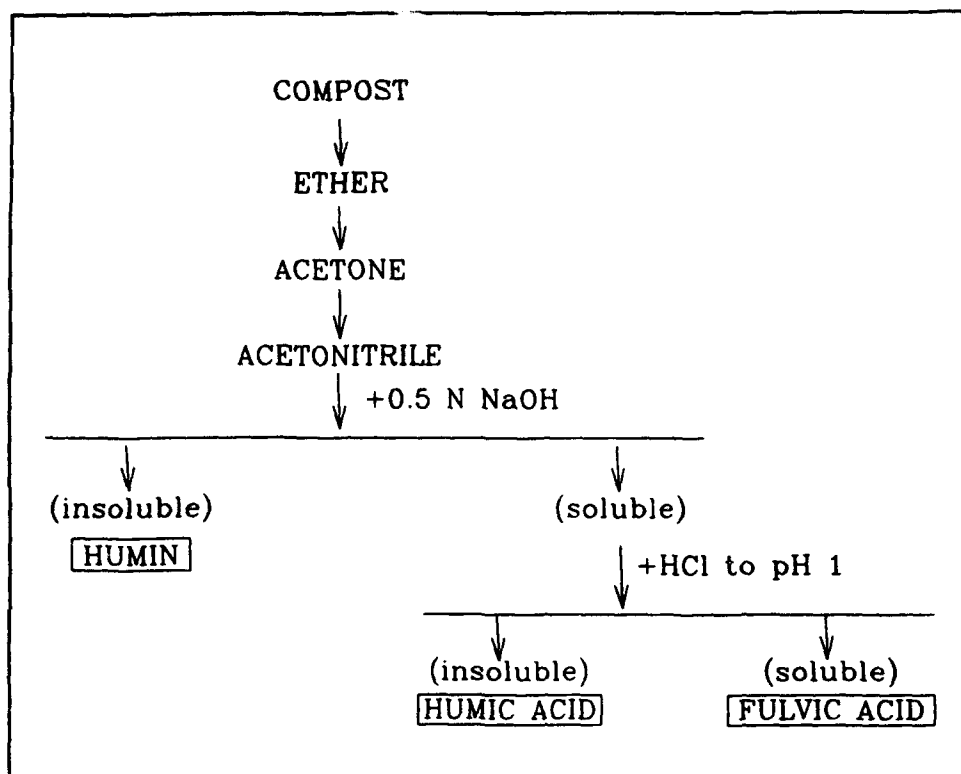 COMPOST
ETHER
ACETONE
ACETONITRILE
+0.5 N NaOH
(insoluble)
HUMIN
(soluble)
+HCl to pH 1
(insoluble)
HUMIC ACID
(soluble)
FULVIC ACID